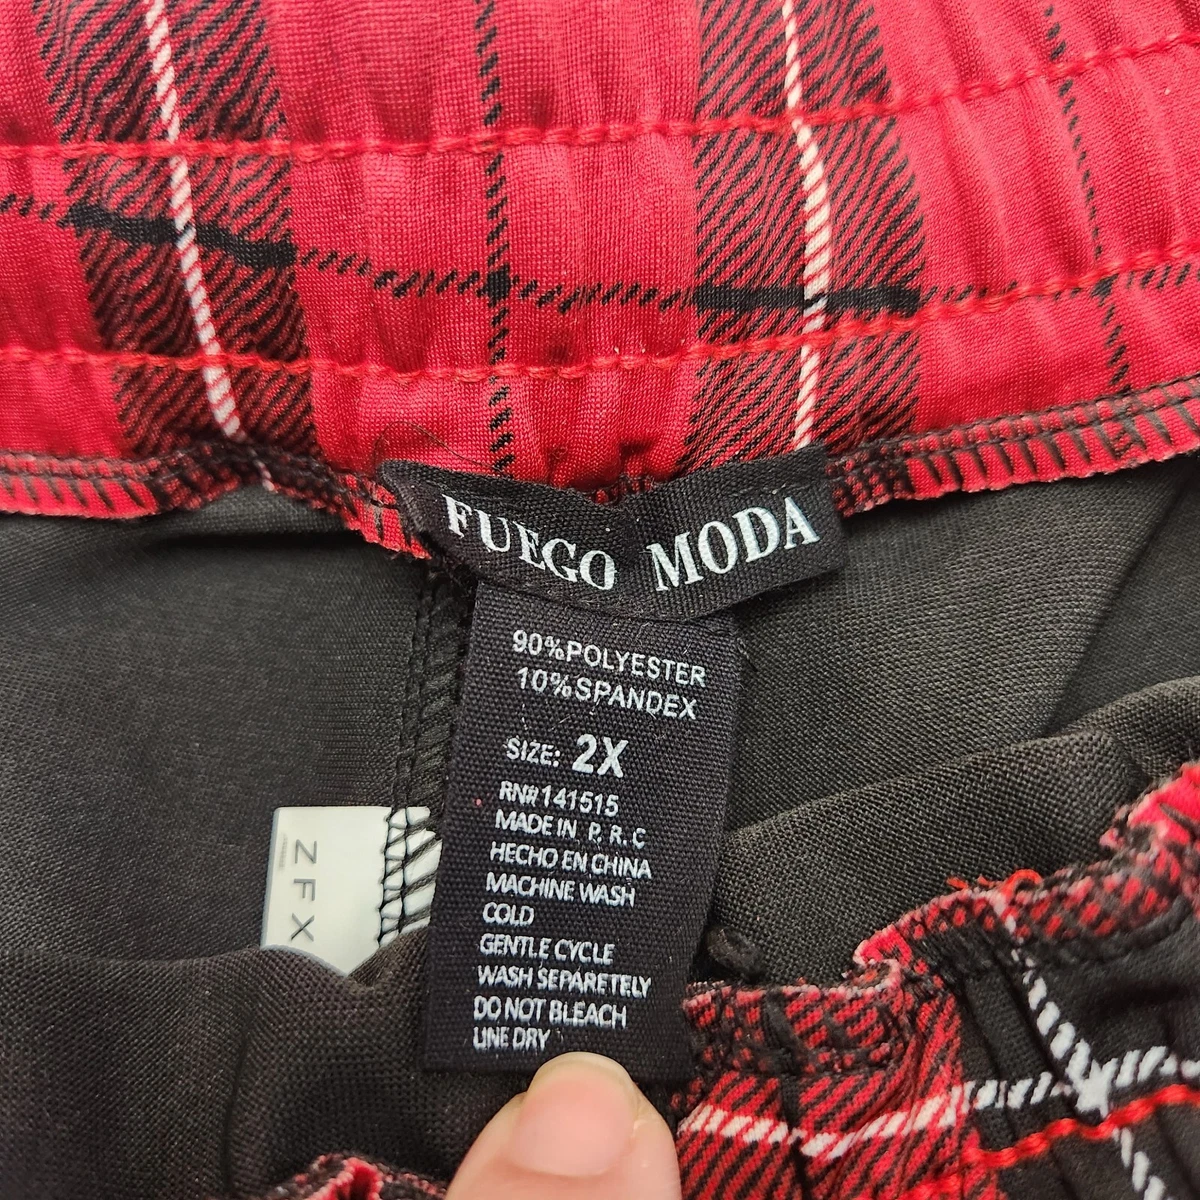 FUEGO MODA
90%POLYESTER
10%SPANDEX
SIZE: 2X
RN#141515
MADE IN P. R. C
HECHO EN CHINA
MACHINE WASH
COLD
GENTLE CYCLE
WASH SEPARETELY
DO NOT BLEACH
LINE DRY
ZFX